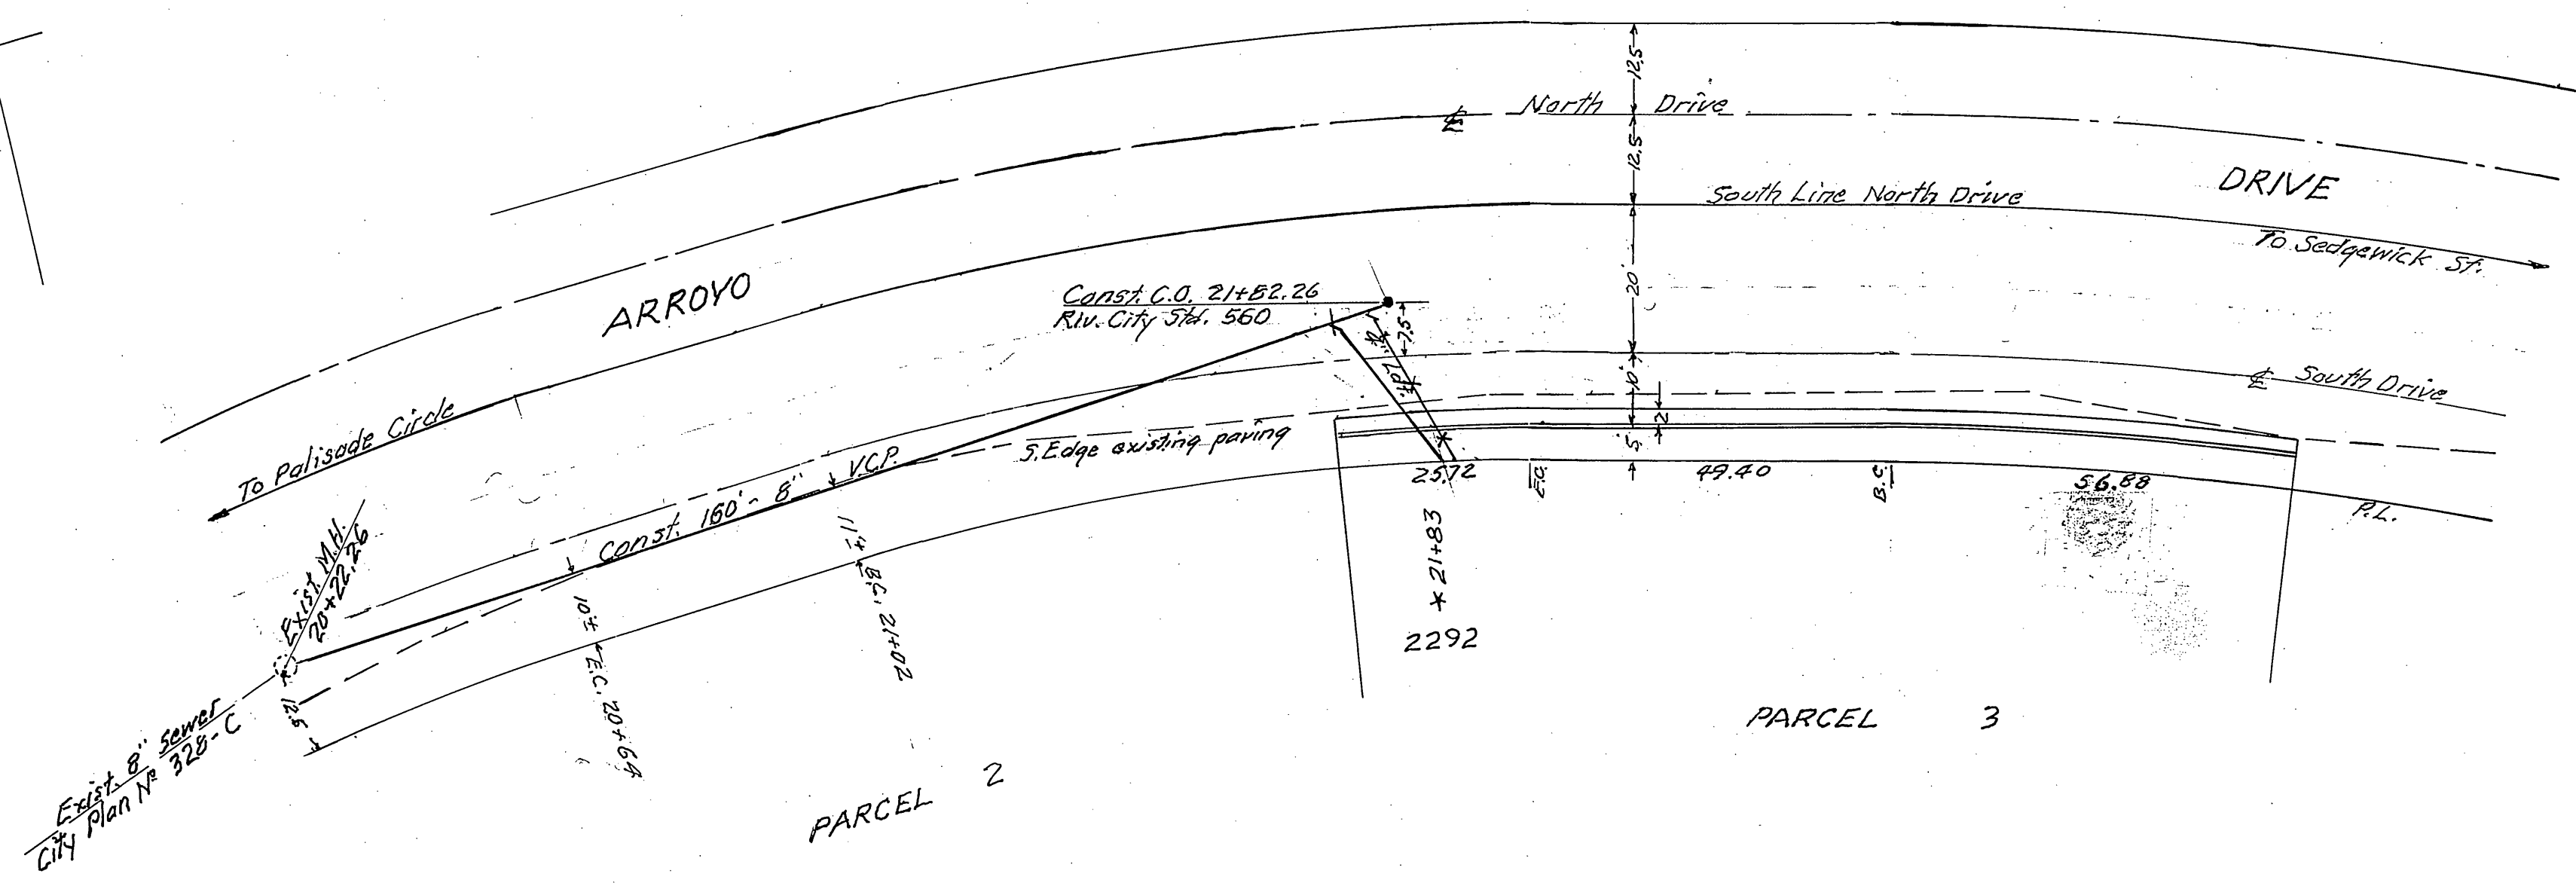 12.5
North Drive
℄
12.5
DRIVE
South Line North Drive
To Sedgewick St.
ARROYO
20'
Const. C.O. 21+82.26
Riv. City Std. 560
7.5
10'
℄ South Drive
To Palisade Circle
S. Edge existing paving
2'
5'
25.72
E.C.
49.40
B.C.
56.88
P.L.
Const. 160'- 8" V.C.P.
Exist. M.H.
20+22.26
11'±
B.C. 21+02
* 21+83
2292
10'±
E.C. 20+64
12.5
Exist. 8" Sewer
City Plan Nº 328-C
PARCEL 3
PARCEL 2